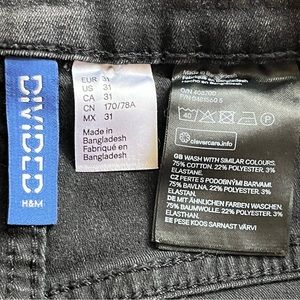 DIVIDED
H&M
EUR 31
US 31
CA 31
CN 170/78A
MX 31
Made in
Bangladesh
Fabriqué en
Bangladesh
Made in Bangladesh
40
clevercare.info
GB WASH WITH SIMILAR COLOURS.
75% COTTON. 22% POLYESTER, 3%
ELASTANE.
CZ PERTE S PODOBNÝMI BARVAMI.
75% BAVLNA. 22% POLYESTER, 3%
ELASTAN.
DE MIT ÄHNLICHEN FARBEN WASCHEN.
75% BAUMWOLLE. 22% POLYESTER, 3%
ELASTHAN.
EE PESE KOOS SARNAST VÄRVI